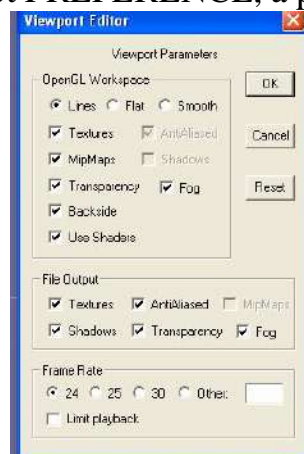 PREFERENCE, a p
Viewport Editor
Viewport Parameters
OpenGL Workspace
OK
Lines Flat Smooth
Textures AntiAliased
Cancel
MipMaps Shadows
Transparency Fog
Reset
Backside
Use Shaders
File Output
Textures AntiAliased MipMaps
Shadows Transparency Fog
Frame Rate
24 25 30 Other:
Limit playback